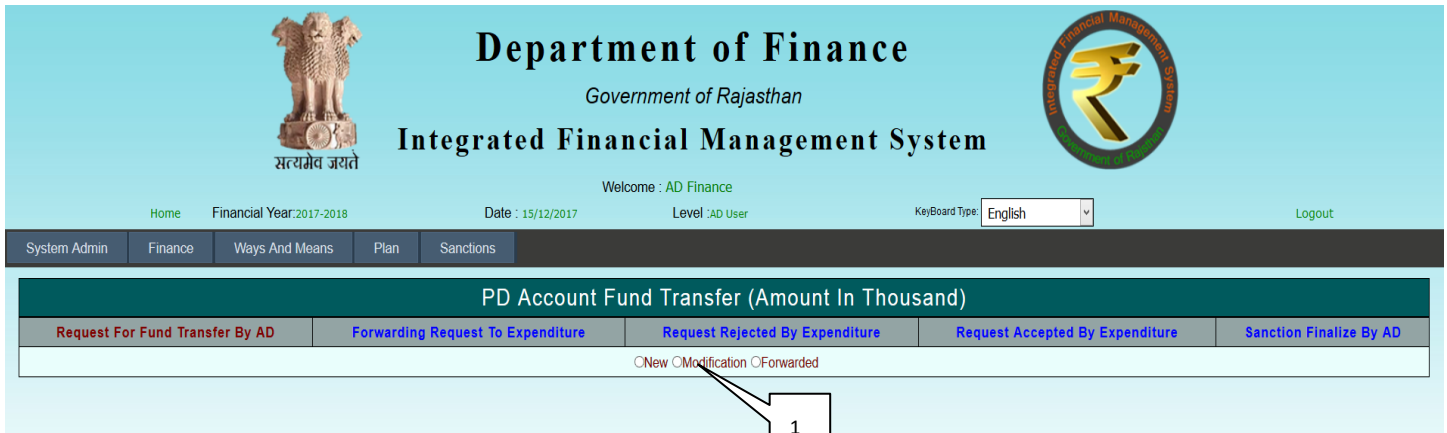 Department of Finance
Government of Rajasthan
Integrated Financial Management System
सत्यमेव जयते
Integrated Financial Management System
Government of Rajasthan
Welcome : AD Finance
Home Financial Year:2017-2018 Date : 15/12/2017 Level :AD User KeyBoard Type: English Logout
System Admin Finance Ways And Means Plan Sanctions
PD Account Fund Transfer (Amount In Thousand)
Request For Fund Transfer By AD Forwarding Request To Expenditure Request Rejected By Expenditure Request Accepted By Expenditure Sanction Finalize By AD
New Modification Forwarded
1